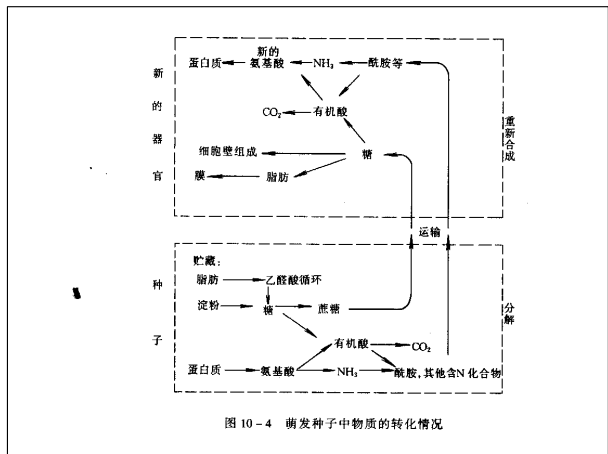 新的
蛋白质 氨基酸 NH₃ 酰胺等
新的器官
CO₂ 有机酸
重新合成
细胞壁组成 糖
膜 脂肪
运输
贮藏：
脂肪 乙醛酸循环
种子
淀粉 糖 蔗糖
分解
有机酸 CO₂
蛋白质 氨基酸 NH₃ 酰胺，其他含N化合物
图 10－4 萌发种子中物质的转化情况